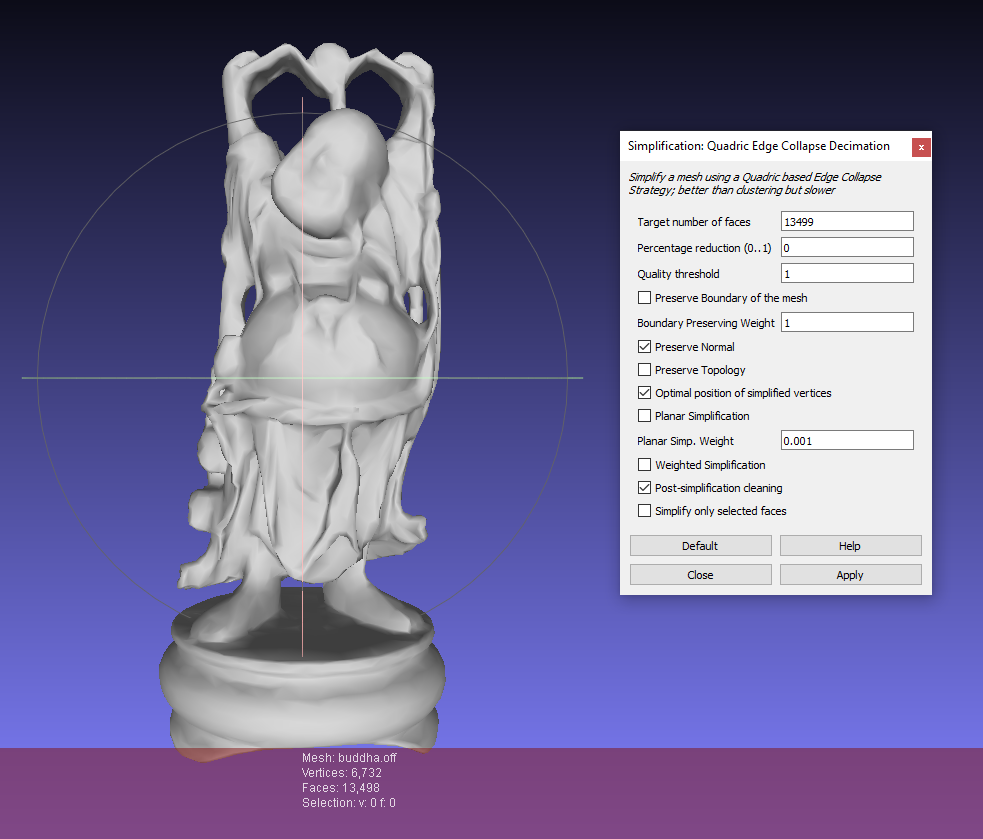 Simplification: Quadric Edge Collapse Decimation
x
Simplify a mesh using a Quadric based Edge Collapse
Strategy; better than clustering but slower
Target number of faces 13499
Percentage reduction (0..1) 0
Quality threshold 1
Preserve Boundary of the mesh
Boundary Preserving Weight 1
Preserve Normal
Preserve Topology
Optimal position of simplified vertices
Planar Simplification
Planar Simp. Weight 0.001
Weighted Simplification
Post-simplification cleaning
Simplify only selected faces
Default Help
Close Apply
Mesh: buddha.off
Vertices: 6,732
Faces: 13,498
Selection: v: 0 f: 0